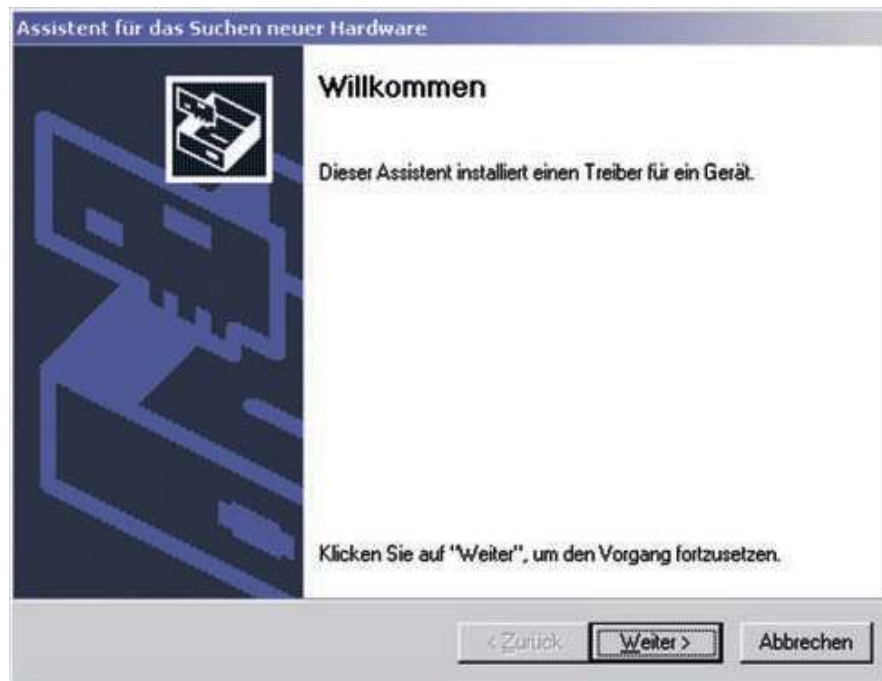 Assistent für das Suchen neuer Hardware
Willkommen
Dieser Assistent installiert einen Treiber für ein Gerät.
Klicken Sie auf "Weiter", um den Vorgang fortzusetzen.
< Zurück
Weiter >
Abbrechen